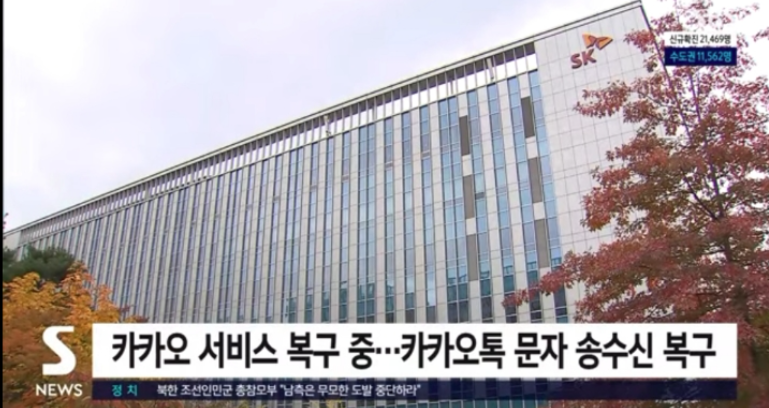 신규확진 21,469명
수도권 11,562명
SK
카카오 서비스 복구 중…카카오톡 문자 송수신 복구
S
NEWS
정 치 북한 조선인민군 총참모부 "남측은 무모한 도발 중단하라"